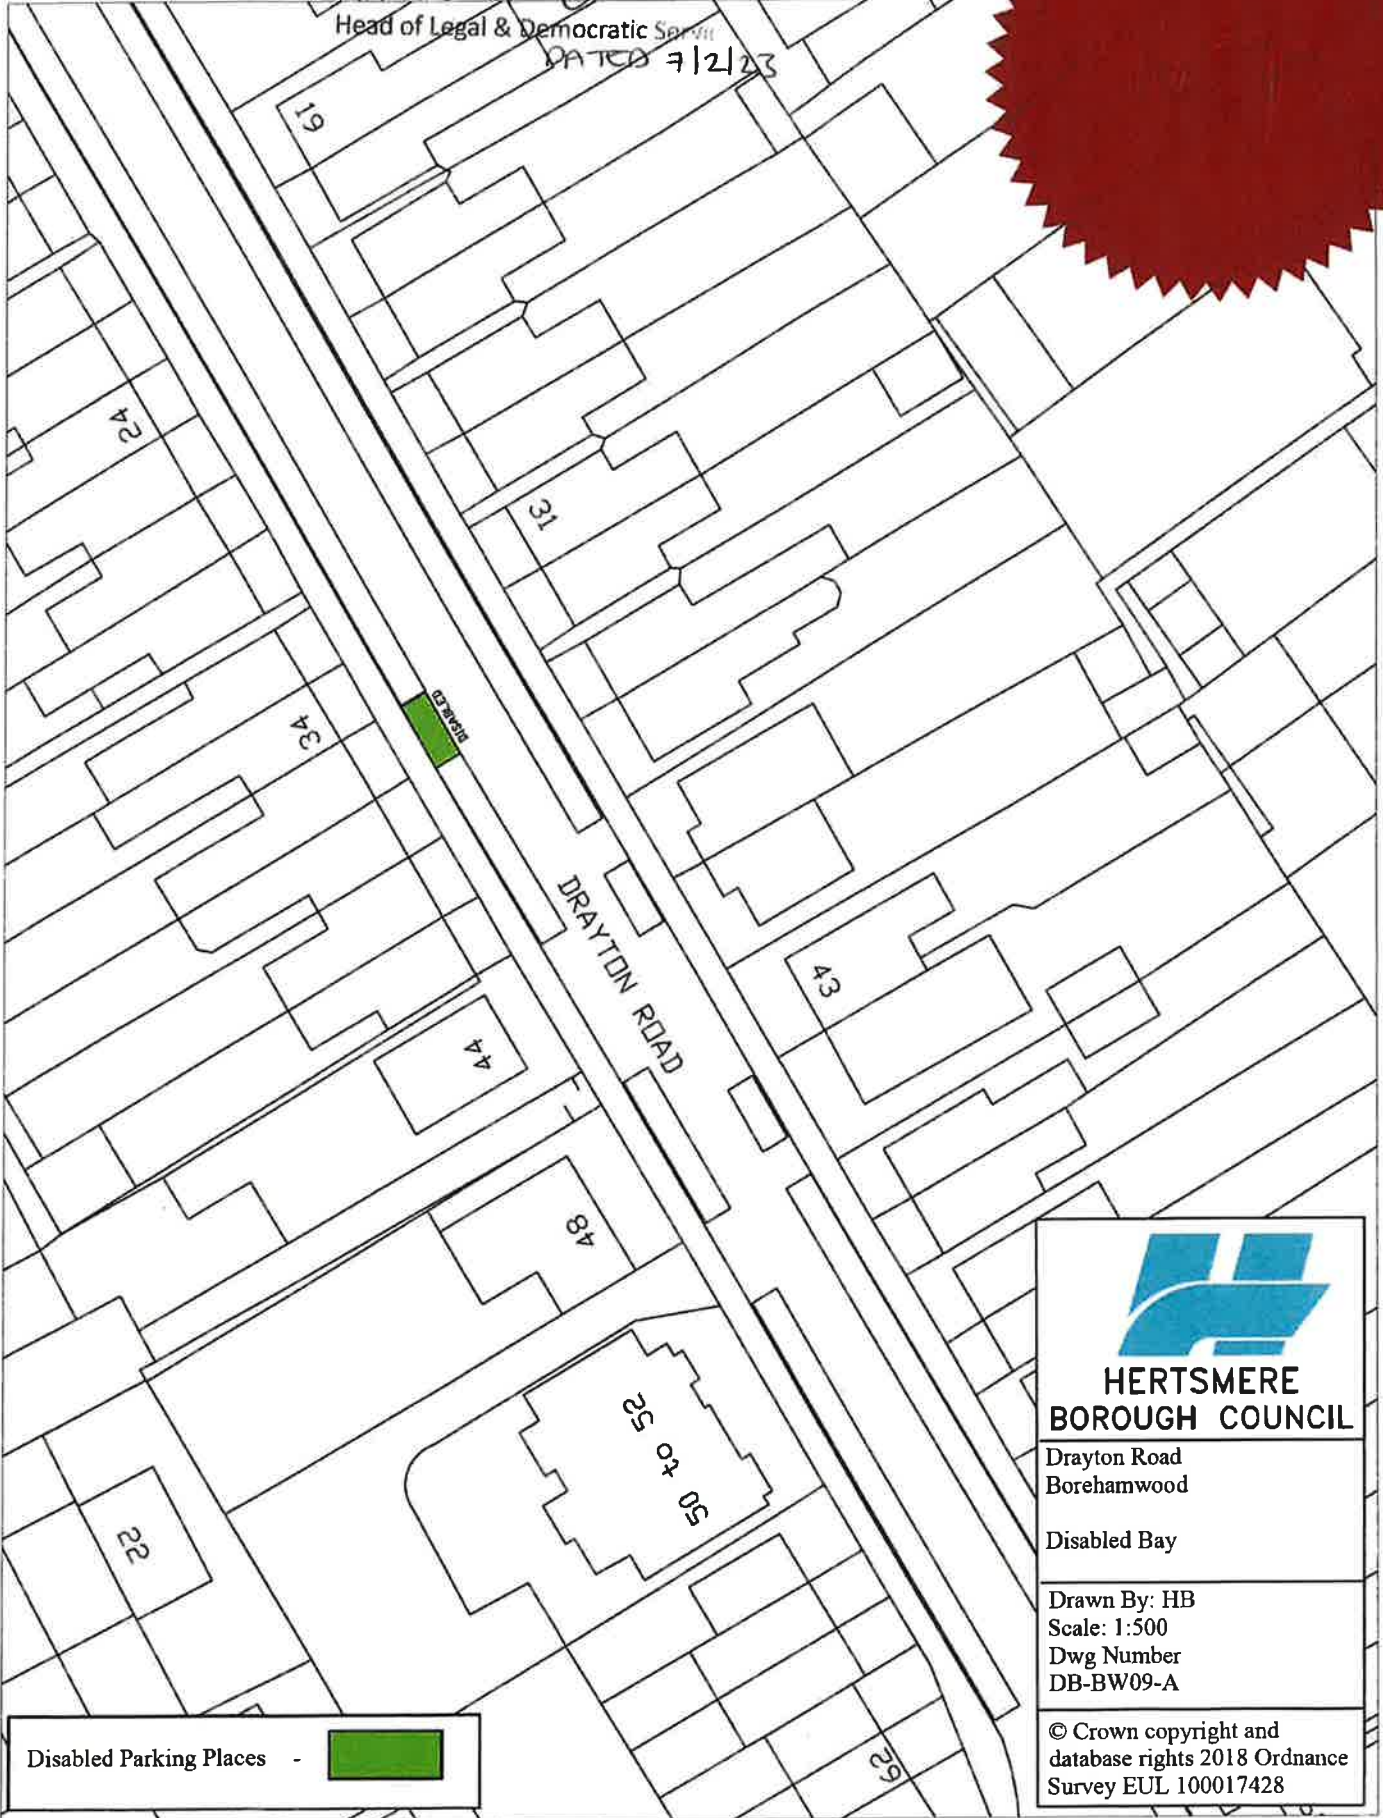 Head of Legal & Democratic
DATED 7/2/23
19
24
31
DISABLED
34
DRAYTON ROAD
43
44
48
50 to 52
22
62
HERTSMERE
BOROUGH COUNCIL
Drayton Road
Borehamwood
Disabled Bay
Drawn By: HB
Scale: 1:500
Dwg Number
DB-BW09-A
© Crown copyright and
database rights 2018 Ordnance
Survey EUL 100017428
Disabled Parking Places -